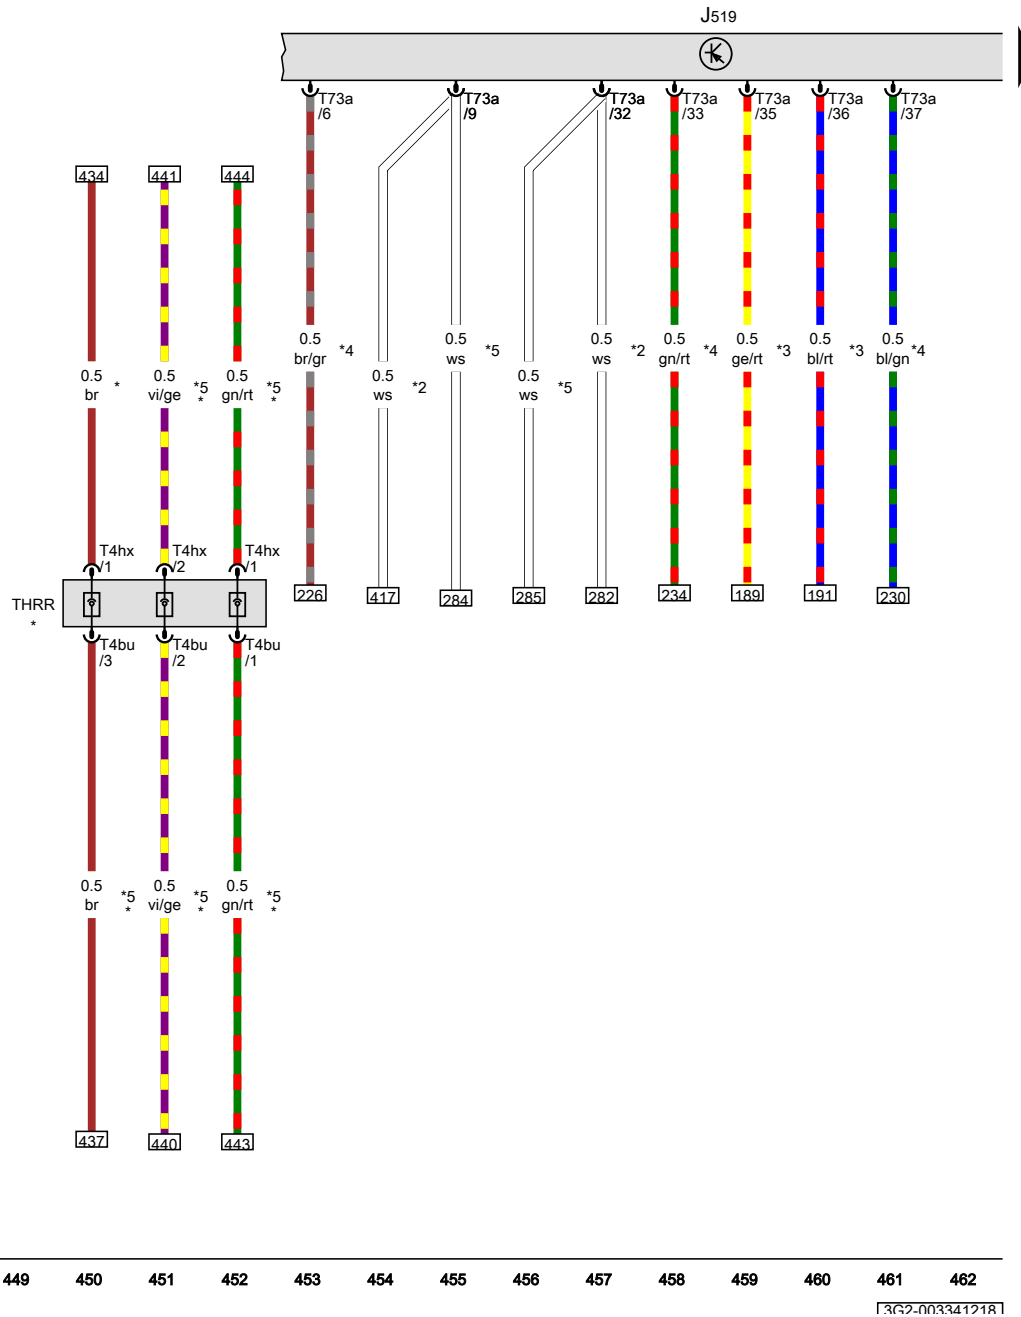 J519
T73a
/6
T73a
/9
T73a
/32
T73a
/33
T73a
/35
T73a
/36
T73a
/37
434
441
444
0.5
br/gr
*4
0.5
ws
*5
0.5
ws
*2
0.5
gn/rt
*4
0.5
ge/rt
*3
0.5
bl/rt
*3
0.5
bl/gn
*4
0.5
br
*
0.5
vi/ge
*5
*
0.5
gn/rt
*5
*
0.5
ws
*2
0.5
ws
*5
T4hx
/1
T4hx
/2
T4hx
/1
226
417
284
285
282
234
189
191
230
THRR
*
T4bu
/3
T4bu
/2
T4bu
/1
0.5
br
*5
*
0.5
vi/ge
*5
*
0.5
gn/rt
*5
*
437
440
443
449 450 451 452 453 454 455 456 457 458 459 460 461 462
3G2-003341218